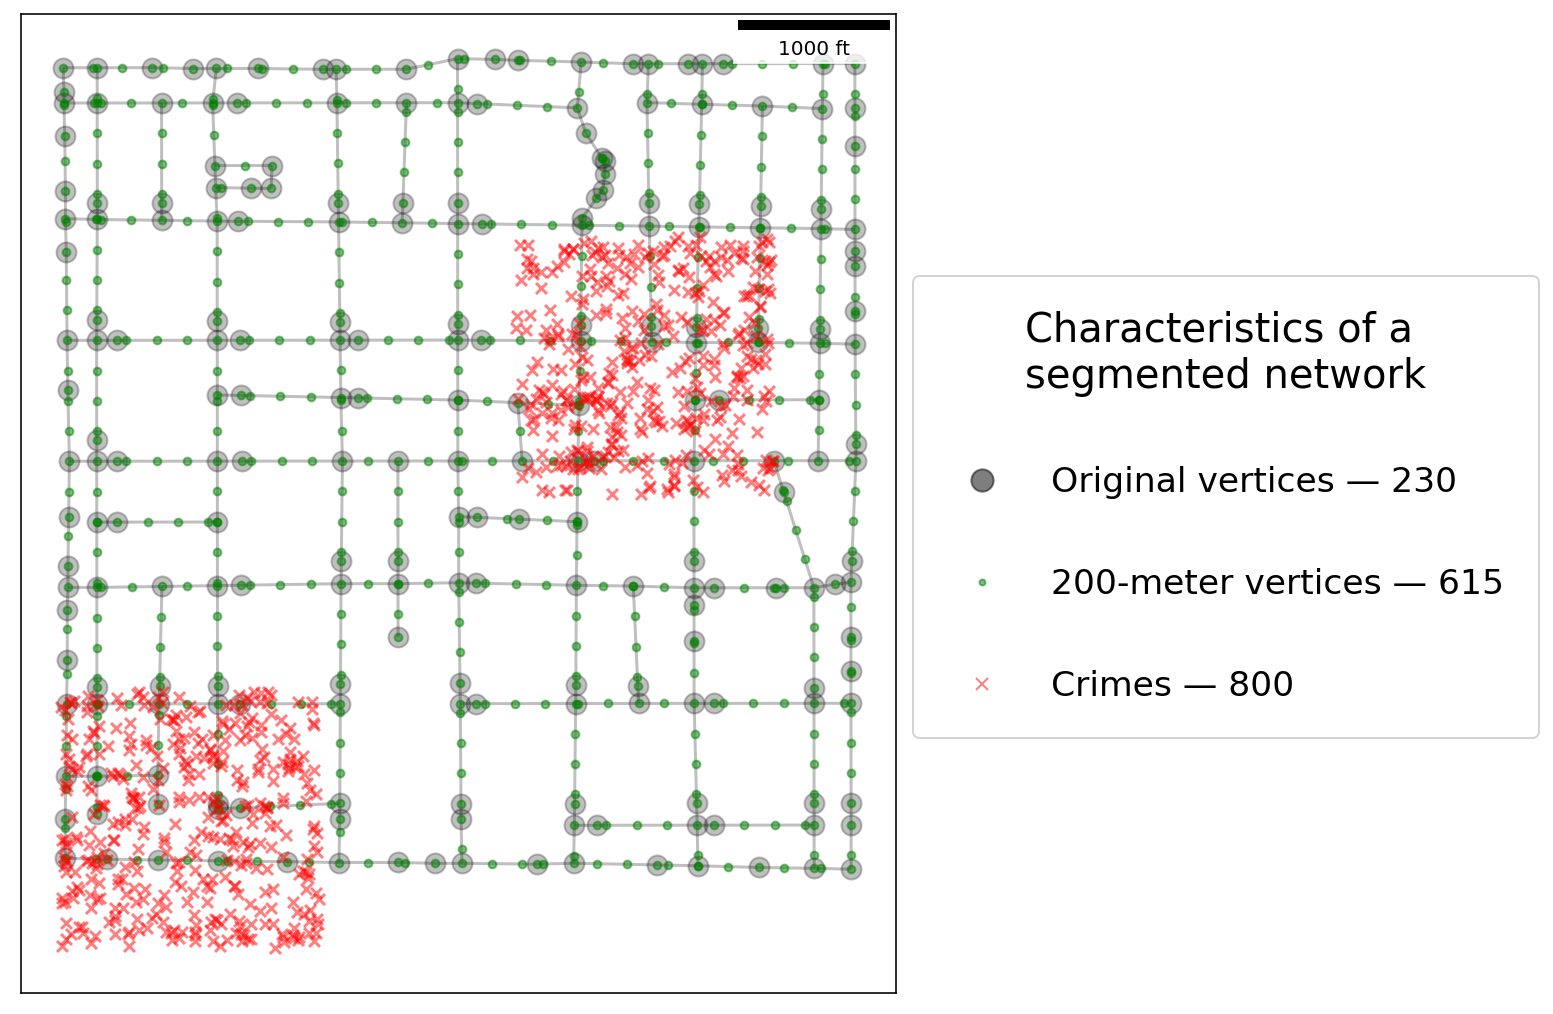 1000 ft
Characteristics of a
segmented network
Original vertices — 230
200-meter vertices — 615
Crimes — 800